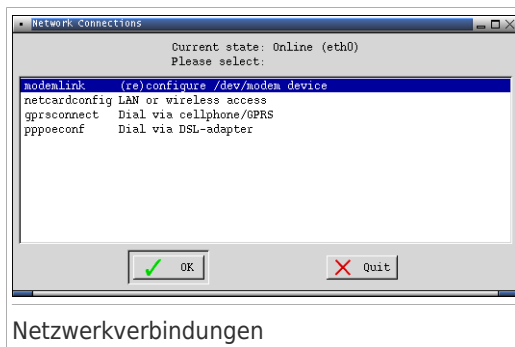 Network Connections
Current state: Online (eth0)
Please select:
modemlink (re)configure /dev/modem device
netcardconfig LAN or wireless access
gprsconnect Dial via cellphone/GPRS
pppoeconf Dial via DSL-adapter
OK Quit
Netzwerkverbindungen